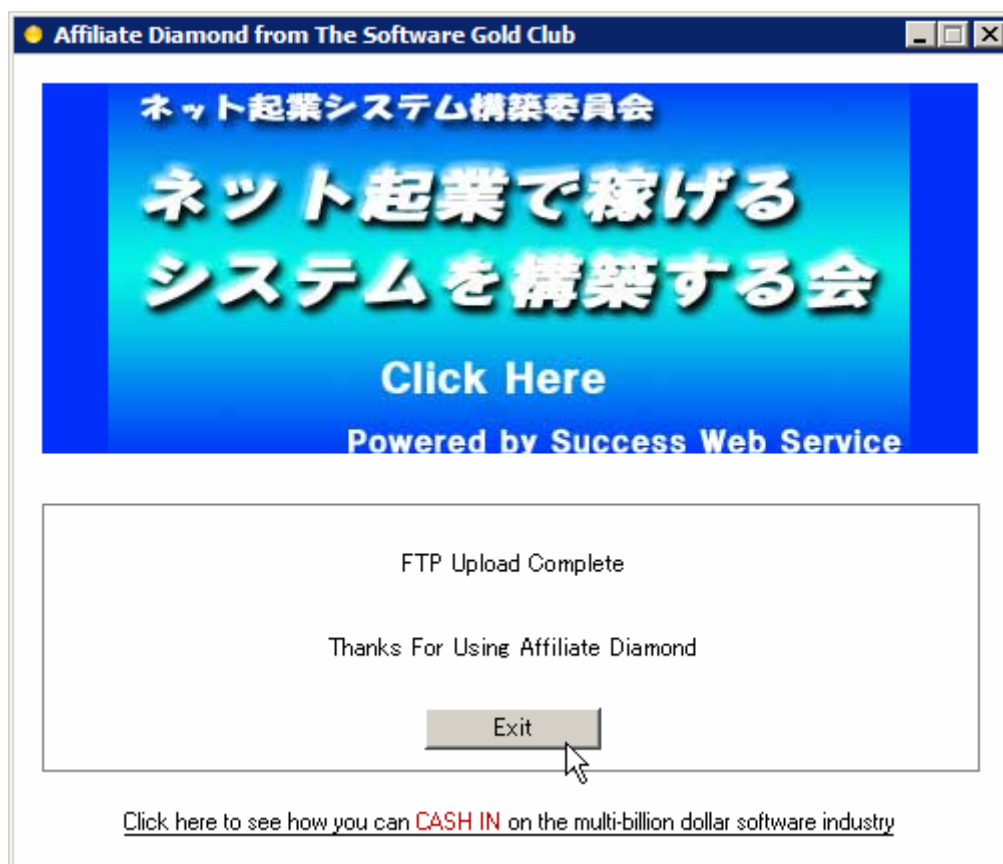 Affiliate Diamond from The Software Gold Club
ネット起業システム構築委員会
ネット起業で稼げる
システムを構築する会
Click Here
Powered by Success Web Service
FTP Upload Complete
Thanks For Using Affiliate Diamond
Exit
Click here to see how you can CASH IN on the multi-billion dollar software industry